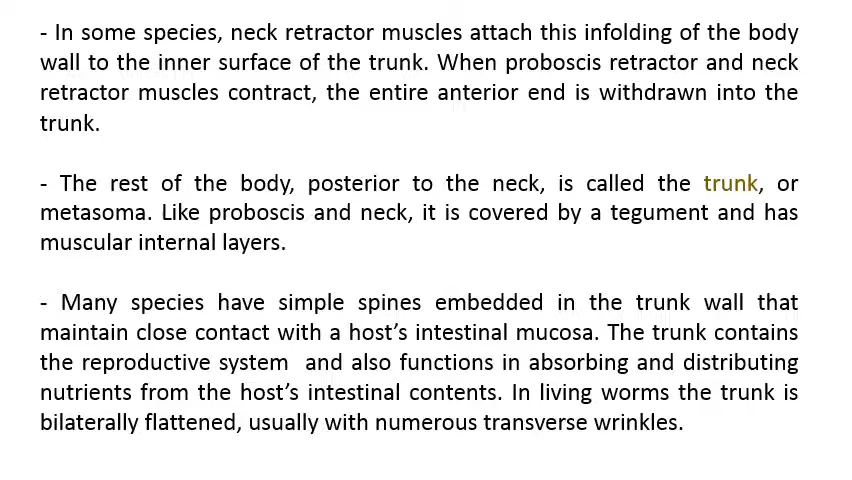 - In some species, neck retractor muscles attach this infolding of the body
wall to the inner surface of the trunk. When proboscis retractor and neck
retractor muscles contract, the entire anterior end is withdrawn into the
trunk.
- The rest of the body, posterior to the neck, is called the trunk, or
metasoma. Like proboscis and neck, it is covered by a tegument and has
muscular internal layers.
- Many species have simple spines embedded in the trunk wall that
maintain close contact with a host’s intestinal mucosa. The trunk contains
the reproductive system  and also functions in absorbing and distributing
nutrients from the host’s intestinal contents. In living worms the trunk is
bilaterally flattened, usually with numerous transverse wrinkles.